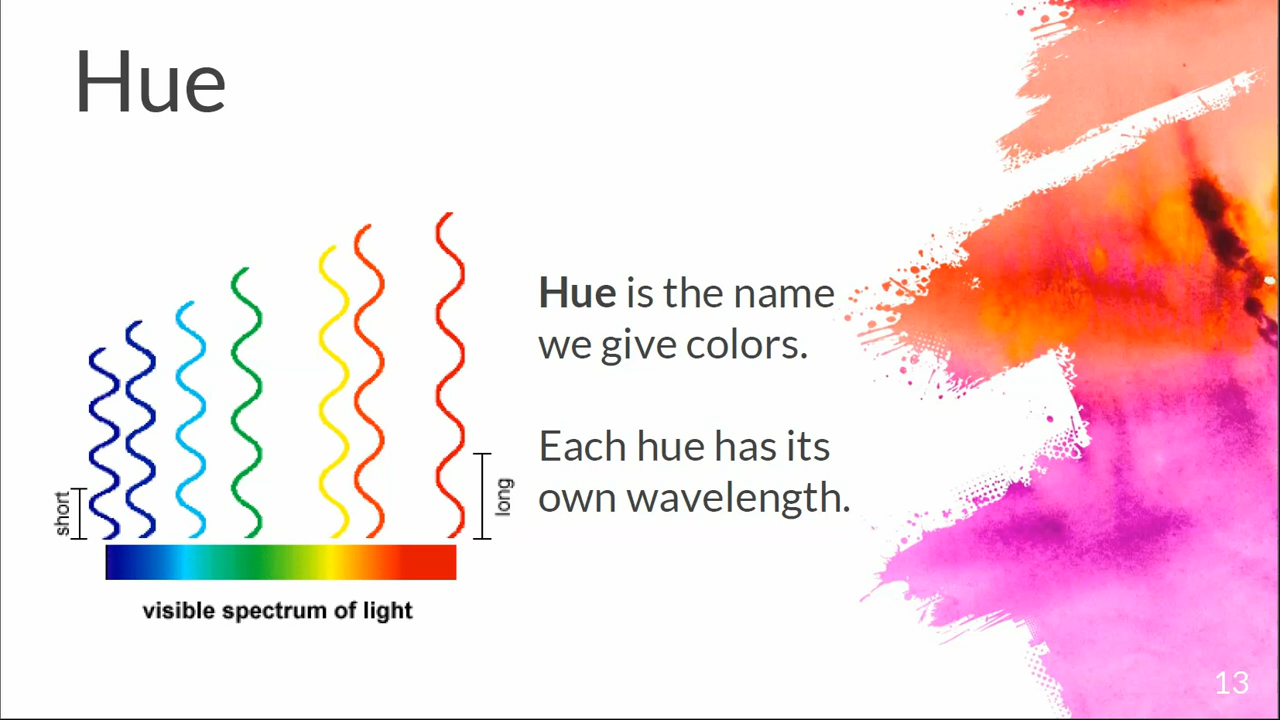 Hue
short
long
visible spectrum of light
Hue is the name
we give colors.
Each hue has its
own wavelength.
13